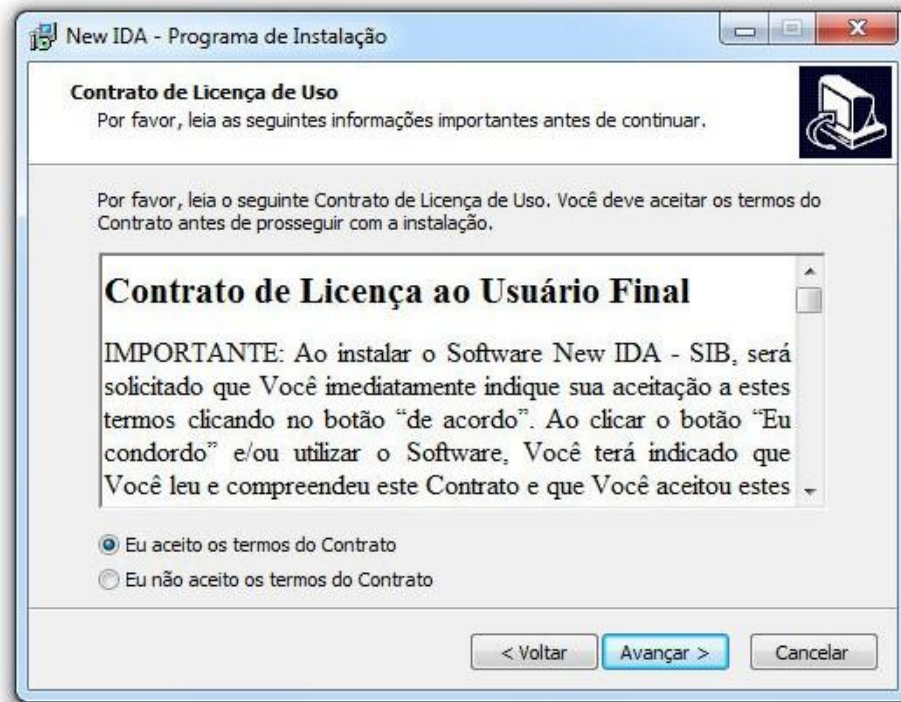 New IDA - Programa de Instalação
Contrato de Licença de Uso
Por favor, leia as seguintes informações importantes antes de continuar.
Por favor, leia o seguinte Contrato de Licença de Uso. Você deve aceitar os termos do
Contrato antes de prosseguir com a instalação.
Contrato de Licença ao Usuário Final
IMPORTANTE: Ao instalar o Software New IDA - SIB, será
solicitado que Você imediatamente indique sua aceitação a estes
termos clicando no botão “de acordo”. Ao clicar o botão “Eu
condordo” e/ou utilizar o Software, Você terá indicado que
Você leu e compreendeu este Contrato e que Você aceitou estes
Eu aceito os termos do Contrato
Eu não aceito os termos do Contrato
< Voltar
Avançar >
Cancelar